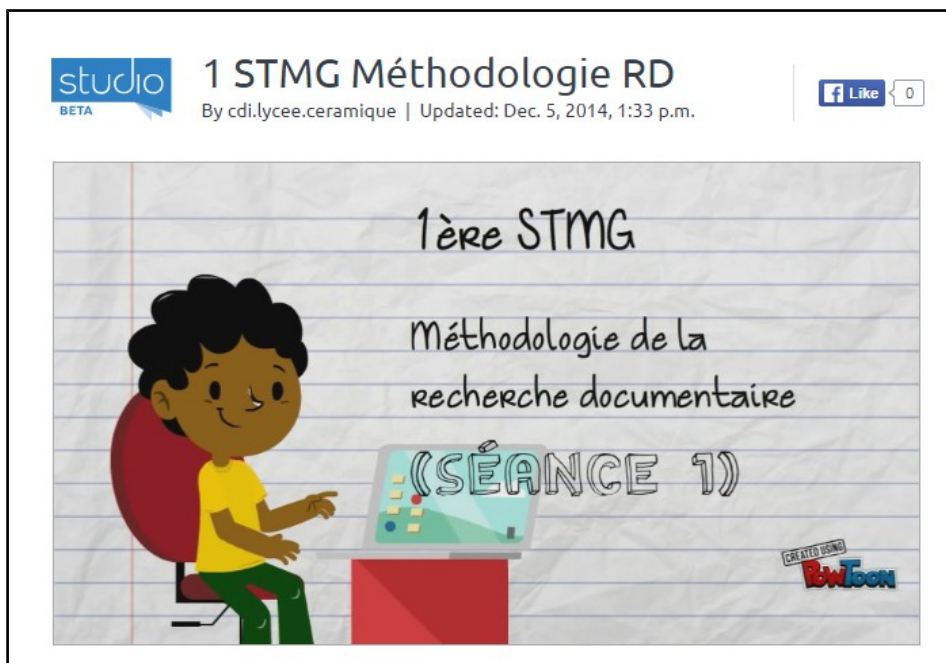 studio
BETA
1 STMG Méthodologie RD
By cdi.lycee.ceramique | Updated: Dec. 5, 2014, 1:33 p.m.
f Like 0
1ère STMG
Méthodologie de la
recherche documentaire
(SÉANCE 1)
CREATED USING
POWTOON